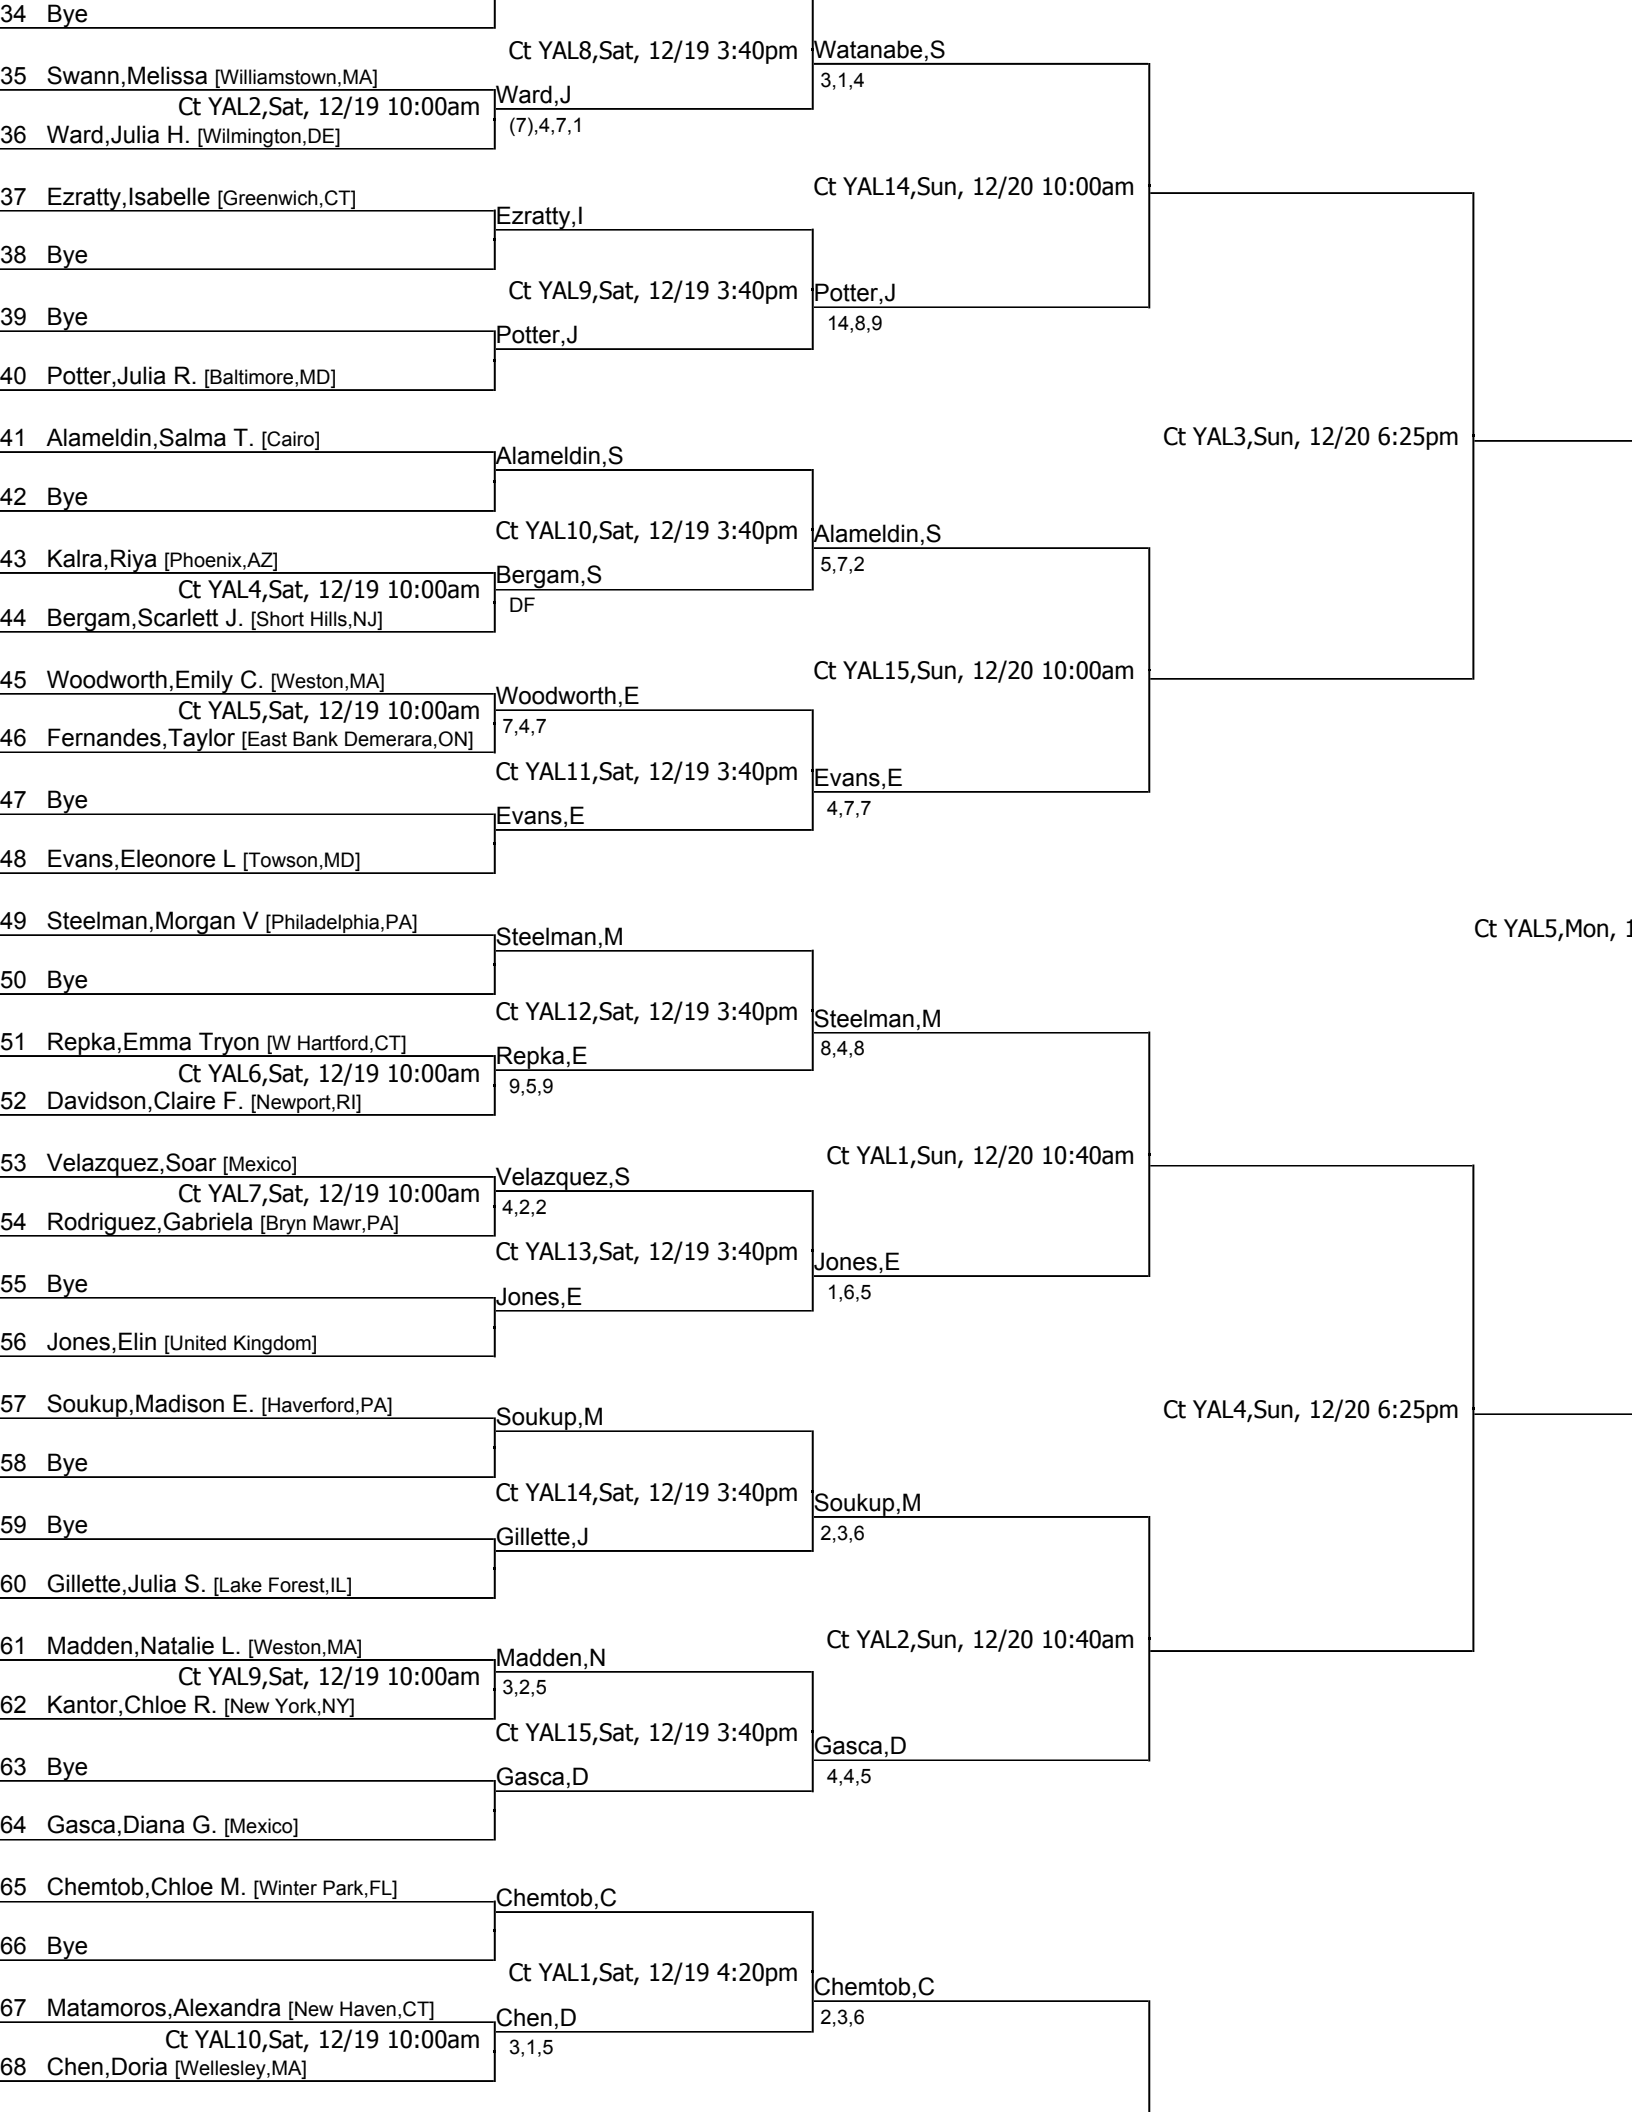 34 Bye
Ct YAL8,Sat, 12/19 3:40pm
Watanabe,S
3,1,4
35 Swann,Melissa [Williamstown,MA]
Ct YAL2,Sat, 12/19 10:00am
Ward,J
(7),4,7,1
36 Ward,Julia H. [Wilmington,DE]
Ct YAL14,Sun, 12/20 10:00am
37 Ezratty,Isabelle [Greenwich,CT]
Ezratty,I
38 Bye
Ct YAL9,Sat, 12/19 3:40pm
Potter,J
14,8,9
39 Bye
Potter,J
40 Potter,Julia R. [Baltimore,MD]
Ct YAL3,Sun, 12/20 6:25pm
41 Alameldin,Salma T. [Cairo]
Alameldin,S
42 Bye
Ct YAL10,Sat, 12/19 3:40pm
Alameldin,S
5,7,2
43 Kalra,Riya [Phoenix,AZ]
Ct YAL4,Sat, 12/19 10:00am
Bergam,S
DF
44 Bergam,Scarlett J. [Short Hills,NJ]
Ct YAL15,Sun, 12/20 10:00am
45 Woodworth,Emily C. [Weston,MA]
Ct YAL5,Sat, 12/19 10:00am
Woodworth,E
7,4,7
46 Fernandes,Taylor [East Bank Demerara,ON]
Ct YAL11,Sat, 12/19 3:40pm
Evans,E
4,7,7
47 Bye
Evans,E
48 Evans,Eleonore L [Towson,MD]
Ct YAL5,Mon, 1
49 Steelman,Morgan V [Philadelphia,PA]
Steelman,M
50 Bye
Ct YAL12,Sat, 12/19 3:40pm
Steelman,M
8,4,8
51 Repka,Emma Tryon [W Hartford,CT]
Ct YAL6,Sat, 12/19 10:00am
Repka,E
9,5,9
52 Davidson,Claire F. [Newport,RI]
Ct YAL1,Sun, 12/20 10:40am
53 Velazquez,Soar [Mexico]
Ct YAL7,Sat, 12/19 10:00am
Velazquez,S
4,2,2
54 Rodriguez,Gabriela [Bryn Mawr,PA]
Ct YAL13,Sat, 12/19 3:40pm
Jones,E
1,6,5
55 Bye
Jones,E
56 Jones,Elin [United Kingdom]
Ct YAL4,Sun, 12/20 6:25pm
57 Soukup,Madison E. [Haverford,PA]
Soukup,M
58 Bye
Ct YAL14,Sat, 12/19 3:40pm
Soukup,M
2,3,6
59 Bye
Gillette,J
60 Gillette,Julia S. [Lake Forest,IL]
Ct YAL2,Sun, 12/20 10:40am
61 Madden,Natalie L. [Weston,MA]
Ct YAL9,Sat, 12/19 10:00am
Madden,N
3,2,5
62 Kantor,Chloe R. [New York,NY]
Ct YAL15,Sat, 12/19 3:40pm
Gasca,D
4,4,5
63 Bye
Gasca,D
64 Gasca,Diana G. [Mexico]
65 Chemtob,Chloe M. [Winter Park,FL]
Chemtob,C
66 Bye
Ct YAL1,Sat, 12/19 4:20pm
Chemtob,C
2,3,6
67 Matamoros,Alexandra [New Haven,CT]
Ct YAL10,Sat, 12/19 10:00am
Chen,D
3,1,5
68 Chen,Doria [Wellesley,MA]